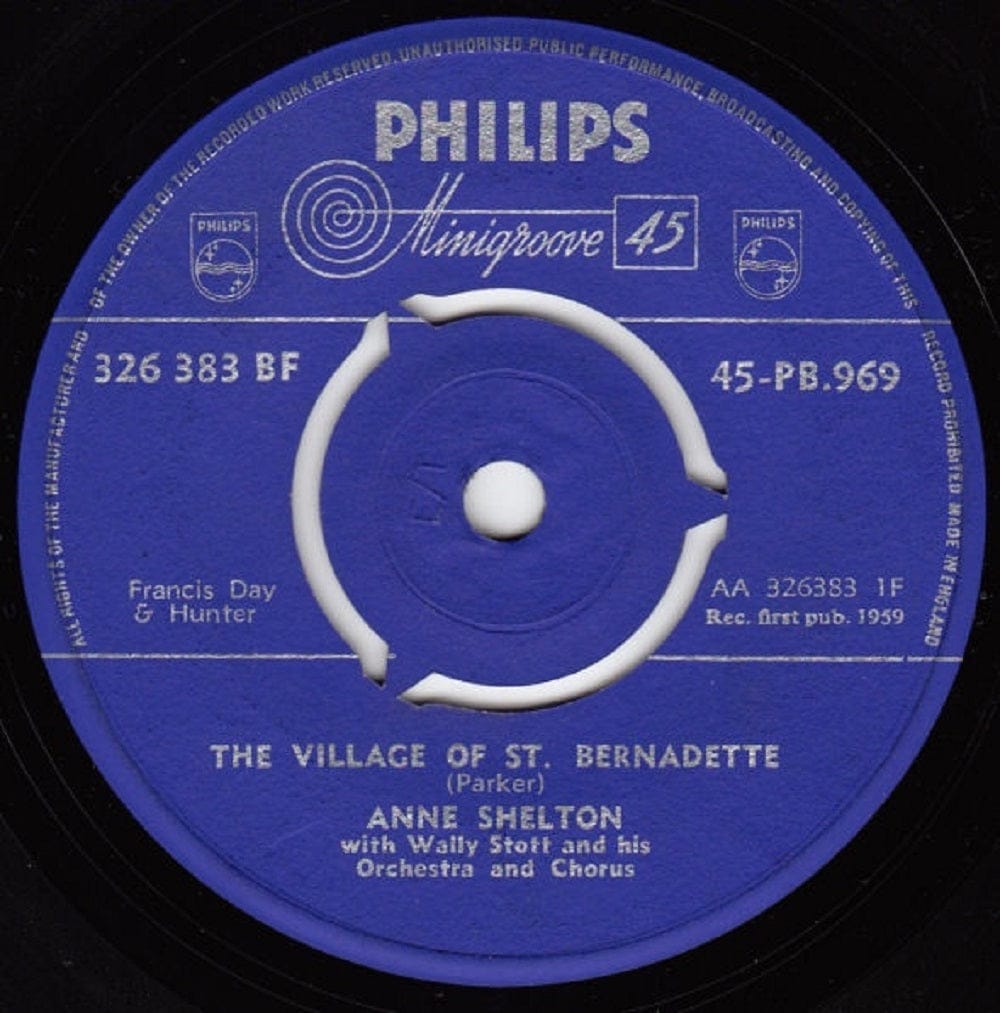 ALL RIGHTS OF THE MANUFACTURER AND OF THE OWNER OF THE RECORDED WORK RESERVED. UNAUTHORISED PUBLIC PERFORMANCE, BROADCASTING AND COPYING OF THIS RECORD PROHIBITED MADE IN ENGLAND
PHILIPS
Minigroove 45
PHILIPS
PHILIPS
326 383 BF
45-PB.969
Francis Day
& Hunter
AA 326383 1F
Rec. first pub. 1959
THE VILLAGE OF ST. BERNADETTE
(Parker)
ANNE SHELTON
with Wally Stott and his
Orchestra and Chorus